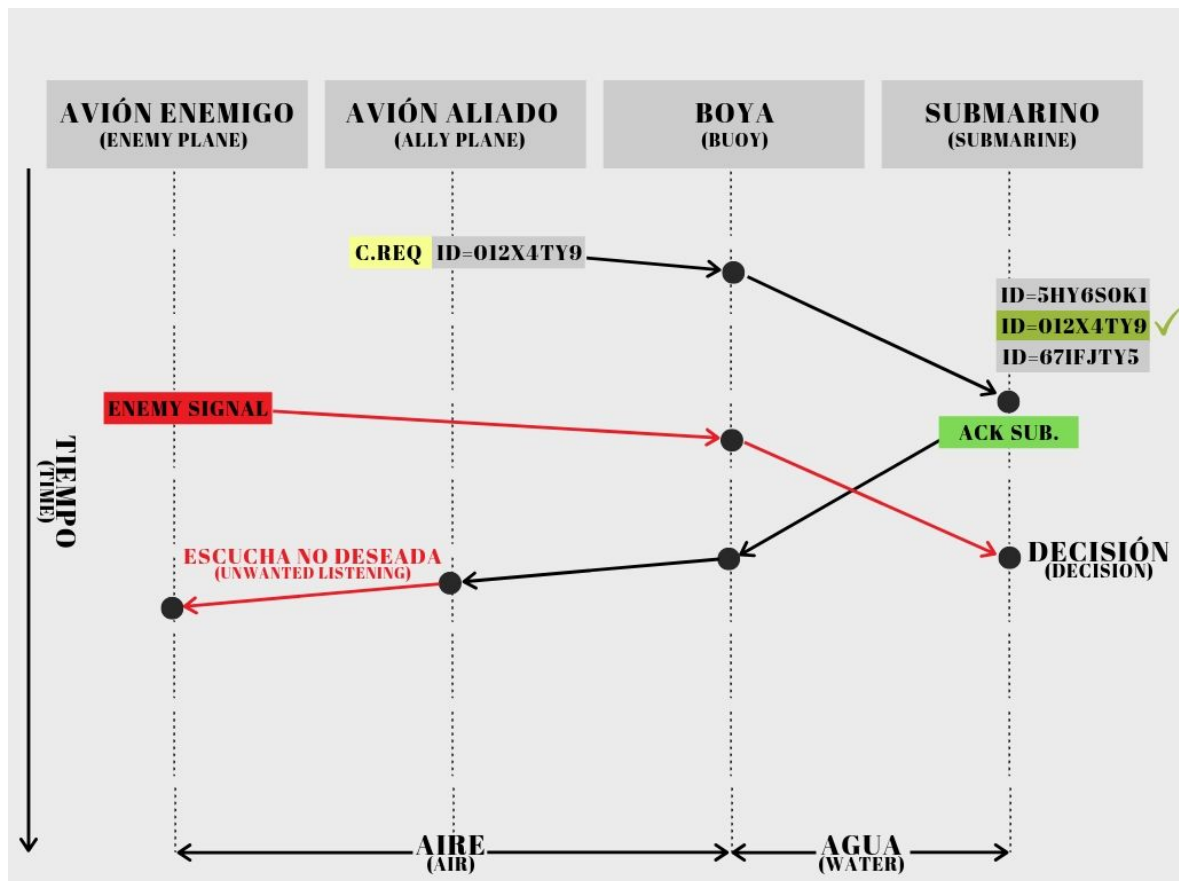 AVIÓN ENEMIGO
(ENEMY PLANE)
AVIÓN ALIADO
(ALLY PLANE)
BOYA
(BUOY)
SUBMARINO
(SUBMARINE)
C.REQ ID=012X4TY9
ID=5HY6S0K1
ID=012X4TY9
ID=67IFJTY5
ENEMY SIGNAL
ACK SUB.
TIEMPO
(TIME)
ESCUCHA NO DESEADA
(UNWANTED LISTENING)
DECISIÓN
(DECISION)
AIRE
(AIR)
AGUA
(WATER)